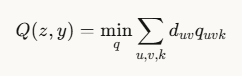 Q(z, y) = min_q ∑_{u,v,k} d_{uv} q_{uvk}